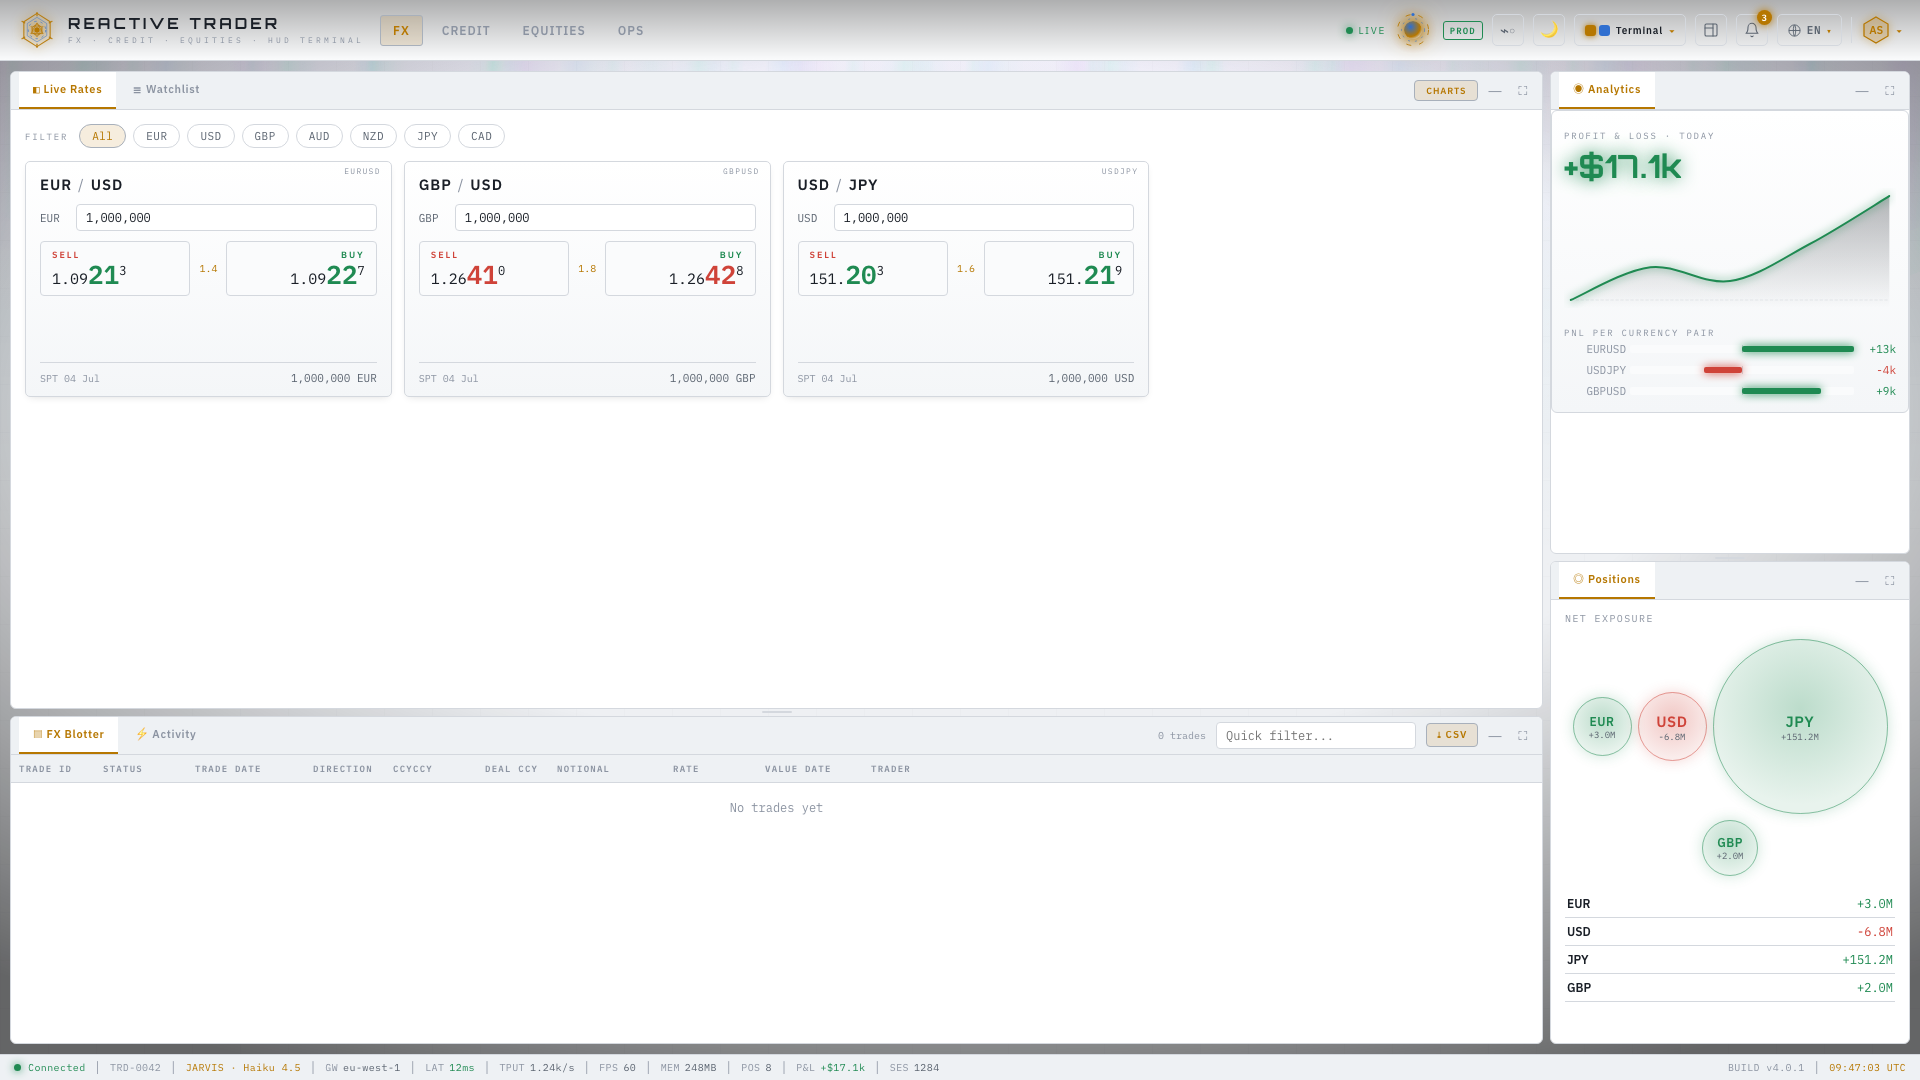 REACTIVE TRADER
FX · CREDIT · EQUITIES · HUD TERMINAL
FX CREDIT EQUITIES OPS
LIVE PROD Terminal 3 EN AS
Live Rates Watchlist CHARTS
FILTER All EUR USD GBP AUD NZD JPY CAD
EURUSD
EUR / USD
EUR 1,000,000
SELL
1.09213
1.4
BUY
1.09227
SPT 04 Jul 1,000,000 EUR
GBPUSD
GBP / USD
GBP 1,000,000
SELL
1.26410
1.8
BUY
1.26428
SPT 04 Jul 1,000,000 GBP
USDJPY
USD / JPY
USD 1,000,000
SELL
151.203
1.6
BUY
151.219
SPT 04 Jul 1,000,000 USD
Analytics
PROFIT & LOSS · TODAY
+$17.1k
PNL PER CURRENCY PAIR
EURUSD +13k
USDJPY -4k
GBPUSD +9k
FX Blotter Activity 0 trades Quick filter... ↓ CSV
TRADE ID STATUS TRADE DATE DIRECTION CCYCCY DEAL CCY NOTIONAL RATE VALUE DATE TRADER
No trades yet
Positions
NET EXPOSURE
EUR
+3.0M
USD
-6.8M
JPY
+151.2M
GBP
+2.0M
EUR +3.0M
USD -6.8M
JPY +151.2M
GBP +2.0M
Connected TRD-0042 JARVIS · Haiku 4.5 GW eu-west-1 LAT 12ms TPUT 1.24k/s FPS 60 MEM 248MB POS 8 P&L +$17.1k SES 1284 BUILD v4.0.1 09:47:03 UTC